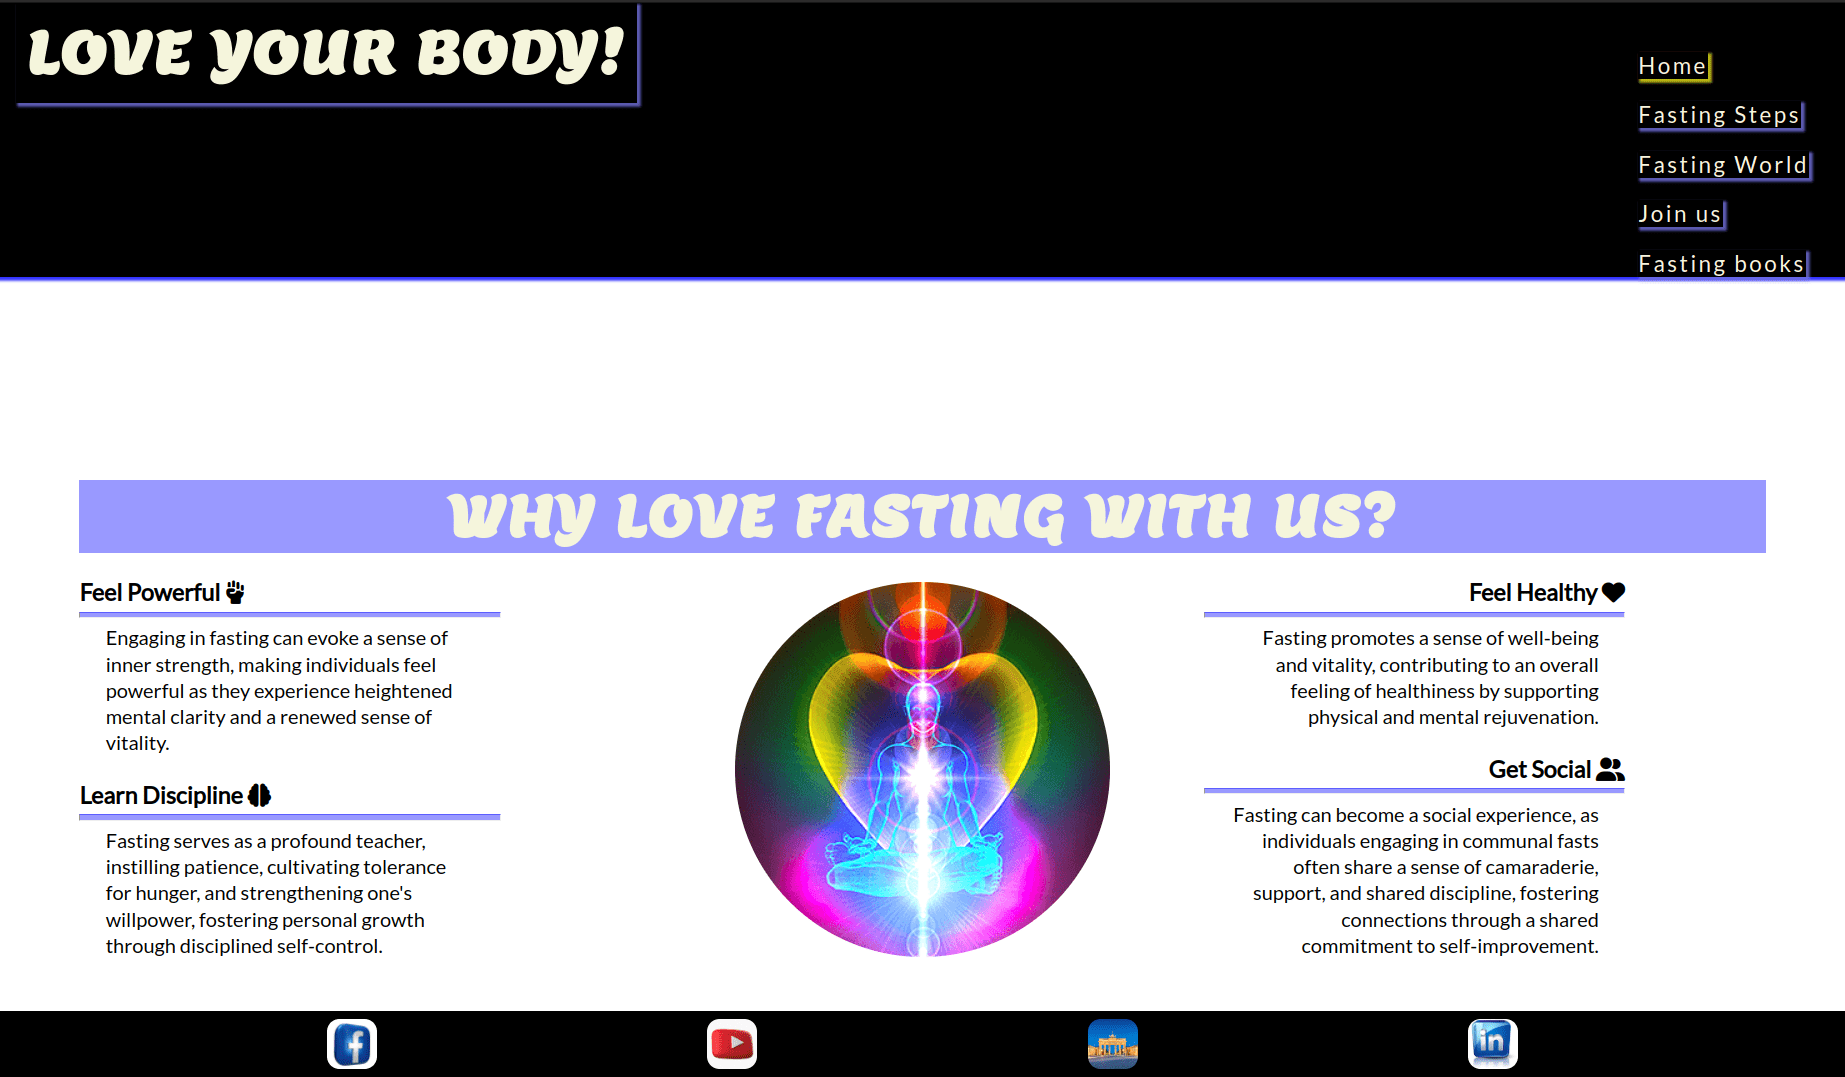 LOVE YOUR BODY!
Home
Fasting Steps
Fasting World
Join us
Fasting books
WHY LOVE FASTING WITH US?
Feel Powerful
Engaging in fasting can evoke a sense of
inner strength, making individuals feel
powerful as they experience heightened
mental clarity and a renewed sense of
vitality.
Learn Discipline
Fasting serves as a profound teacher,
instilling patience, cultivating tolerance
for hunger, and strengthening one's
willpower, fostering personal growth
through disciplined self-control.
Feel Healthy
Fasting promotes a sense of well-being
and vitality, contributing to an overall
feeling of healthiness by supporting
physical and mental rejuvenation.
Get Social
Fasting can become a social experience, as
individuals engaging in communal fasts
often share a sense of camaraderie,
support, and shared discipline, fostering
connections through a shared
commitment to self-improvement.
f
in